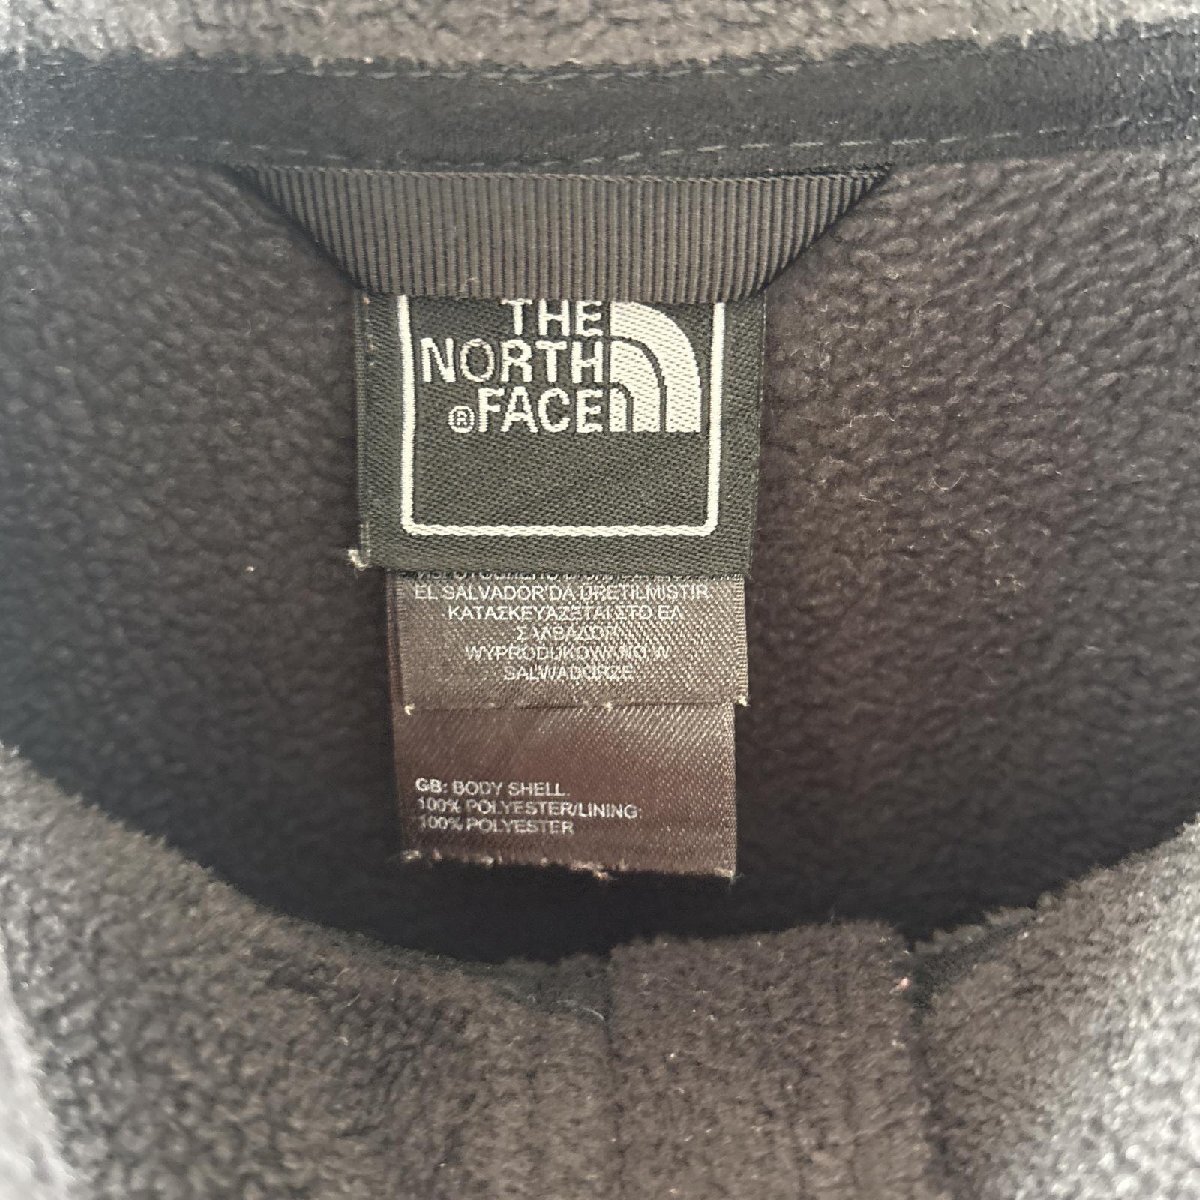 THE
NORTH
® FACE
EL SALVADOR'DA ÜRETILMISTIR.
ΚΑΤΑΣΚΕΥΑΖΕΤΑΙ ΣΤΟ ΕΛ
ΣΑΛΒΑΔΟΡ
WYPRODUKOWANO W
SALWADORZE
GB: BODY SHELL.
100% POLYESTER/LINING:
100% POLYESTER